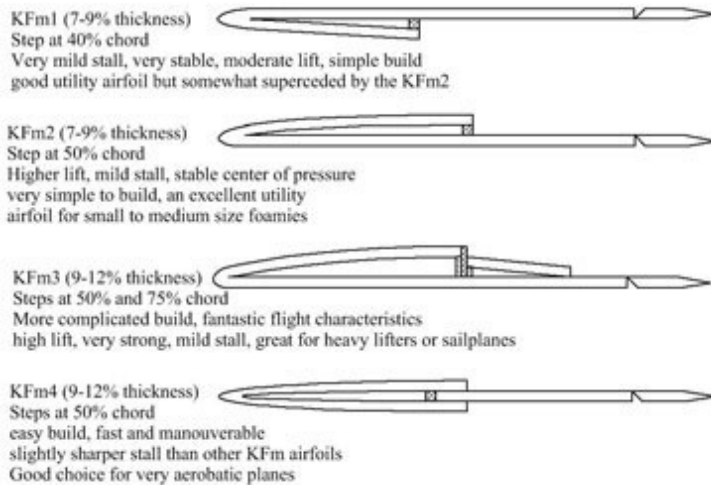 KFm1 (7-9% thickness)
Step at 40% chord
Very mild stall, very stable, moderate lift, simple build
good utility airfoil but somewhat superceded by the KFm2
KFm2 (7-9% thickness)
Step at 50% chord
Higher lift, mild stall, stable center of pressure
very simple to build, an excellent utility
airfoil for small to medium size foamies
KFm3 (9-12% thickness)
Steps at 50% and 75% chord
More complicated build, fantastic flight characteristics
high lift, very strong, mild stall, great for heavy lifters or sailplanes
KFm4 (9-12% thickness)
Steps at 50% chord
easy build, fast and manouverable
slightly sharper stall than other KFm airfoils
Good choice for very aerobatic planes